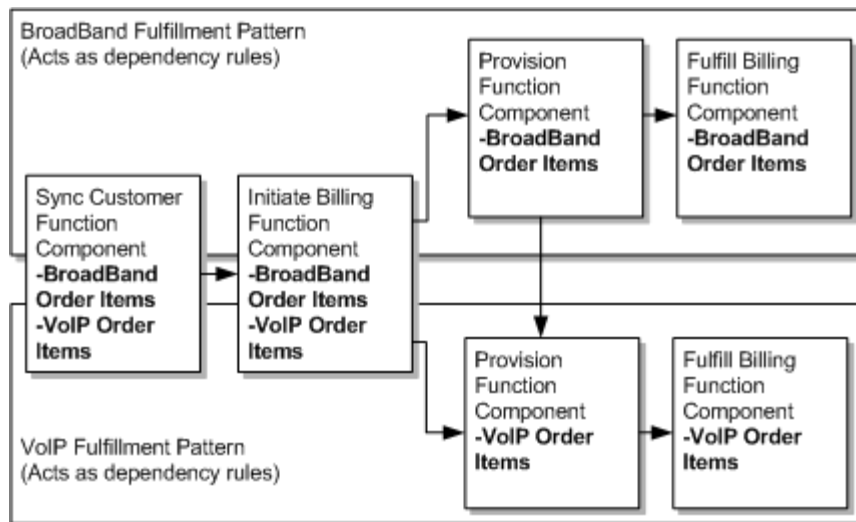 BroadBand Fulfillment Pattern
(Acts as dependency rules)
Provision
Function
Component
-BroadBand
Order Items
Fulfill Billing
Function
Component
-BroadBand
Order Items
Sync Customer
Function
Component
-BroadBand
Order Items
-VoIP Order
Items
Initiate Billing
Function
Component
-BroadBand
Order Items
-VoIP Order
Items
Provision
Function
Component
-VoIP Order
Items
Fulfill Billing
Function
Component
-VoIP Order
Items
VoIP Fulfillment Pattern
(Acts as dependency rules)